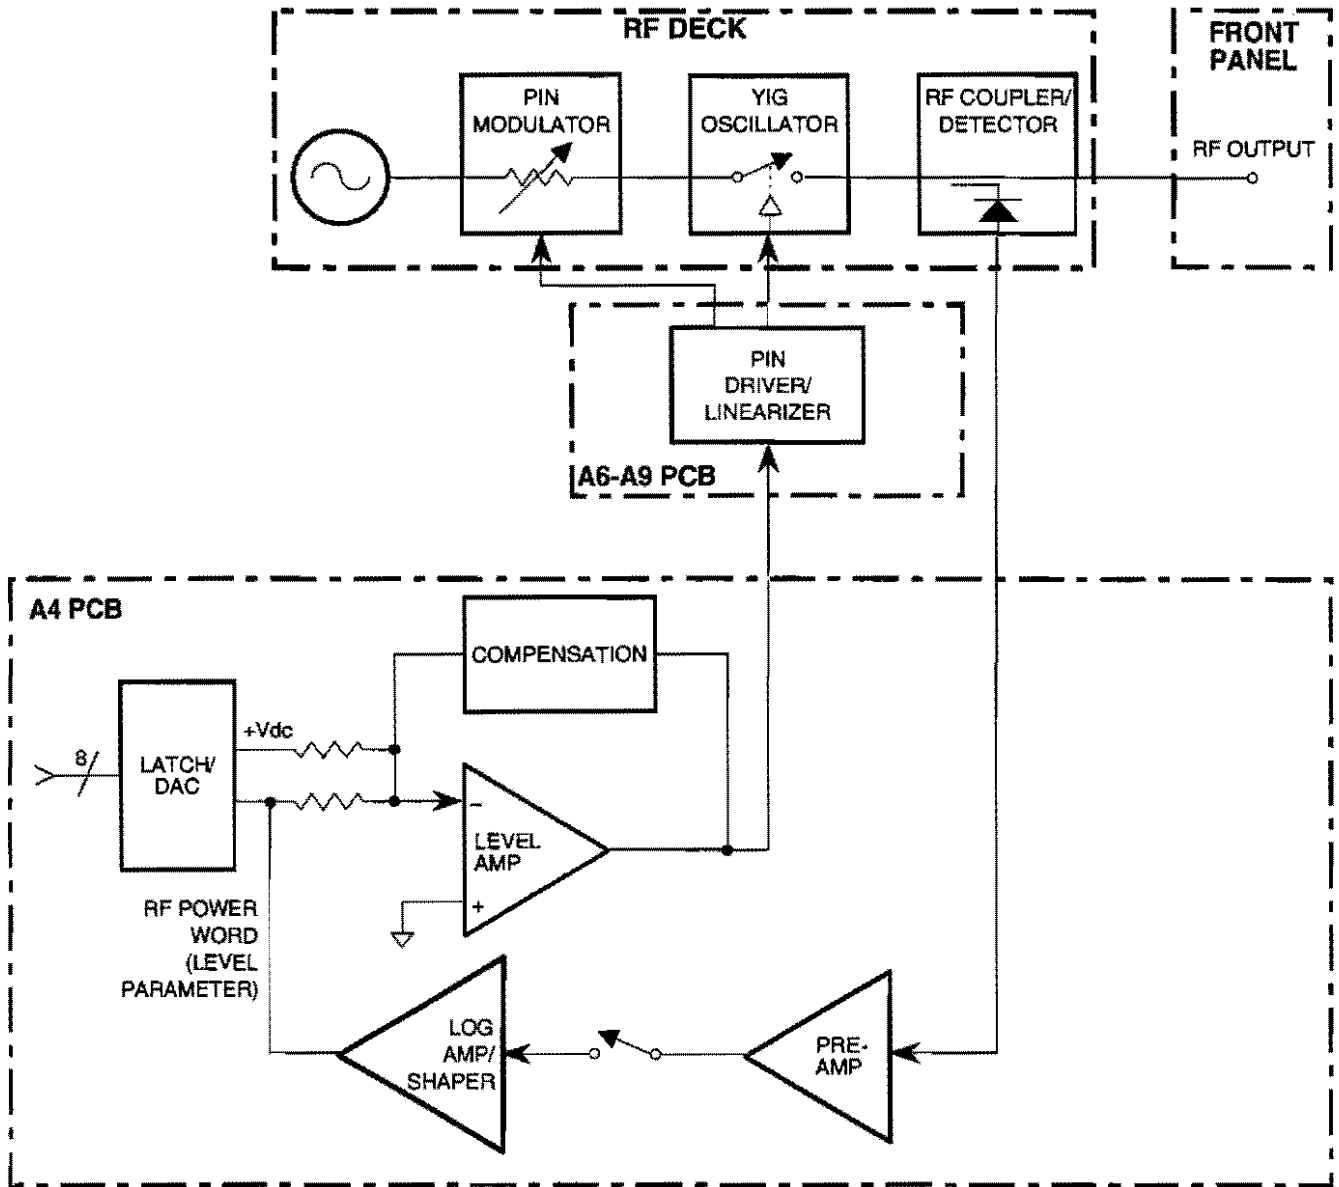 RF DECK
FRONT
PANEL
PIN
MODULATOR
YIG
OSCILLATOR
RF COUPLER/
DETECTOR
RF OUTPUT
PIN
DRIVER/
LINEARIZER
A6-A9 PCB
A4 PCB
COMPENSATION
8
LATCH/
DAC
+Vdc
−
LEVEL
AMP
+
RF POWER
WORD
(LEVEL
PARAMETER)
LOG
AMP/
SHAPER
PRE-
AMP